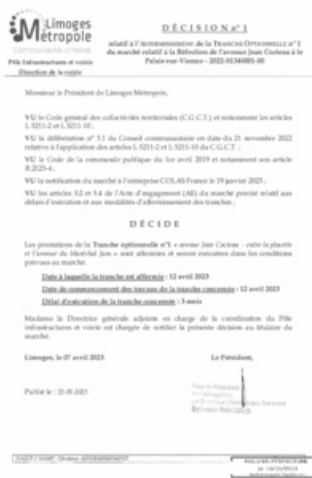 Limoges
Métropole
Communauté urbaine
Pôle Infrastructures et voirie
Direction de la voirie
DÉCISION n° 1
relatif à l'AFFERMISSEMENT de la TRANCHE OPTIONNELLE n° 1
du marché relatif à la Réfection de l'avenue Jean Cocteau à le
Palais-sur-Vienne – 2022-91340001-00
Monsieur le Président de Limoges Métropole,
VU le Code général des collectivités territoriales (C.G.C.T.) et notamment les articles
L 5211-2 et L 5211-10 ;
VU la délibération n° 3.1 du Conseil communautaire en date du 21 novembre 2022
relative à l'application des articles L 5211-2 et L 5211-10 du C.G.C.T. ;
VU le Code de la commande publique du 1er avril 2019 et notamment son article
R 2123-4 ;
VU la notification du marché à l'entreprise COLAS France le 19 janvier 2023 ;
VU les articles 5.2 et 5.4 de l'Acte d'engagement (AE) du marché précité relatif aux
délais d'exécution et aux modalités d'affermissement des tranches ;
DÉCIDE
Les prestations de la Tranche optionnelle n°1 « avenue Jean Cocteau – entre la placette
et l'avenue du Maréchal Juin » sont affermies et seront exécutées dans les conditions
prévues au marché.
Date à laquelle la tranche est affermie : 12 avril 2023
Date de commencement des travaux de la tranche concernée : 12 avril 2023
Délai d'exécution de la tranche concernée : 3 mois
Madame la Directrice générale adjointe en charge de la coordination du Pôle
infrastructures et voirie est chargée de notifier la présente décision au titulaire du
marché.
Limoges, le 07 avril 2023
Le Président,
Publié le : 23.05.2023
Pour le Président